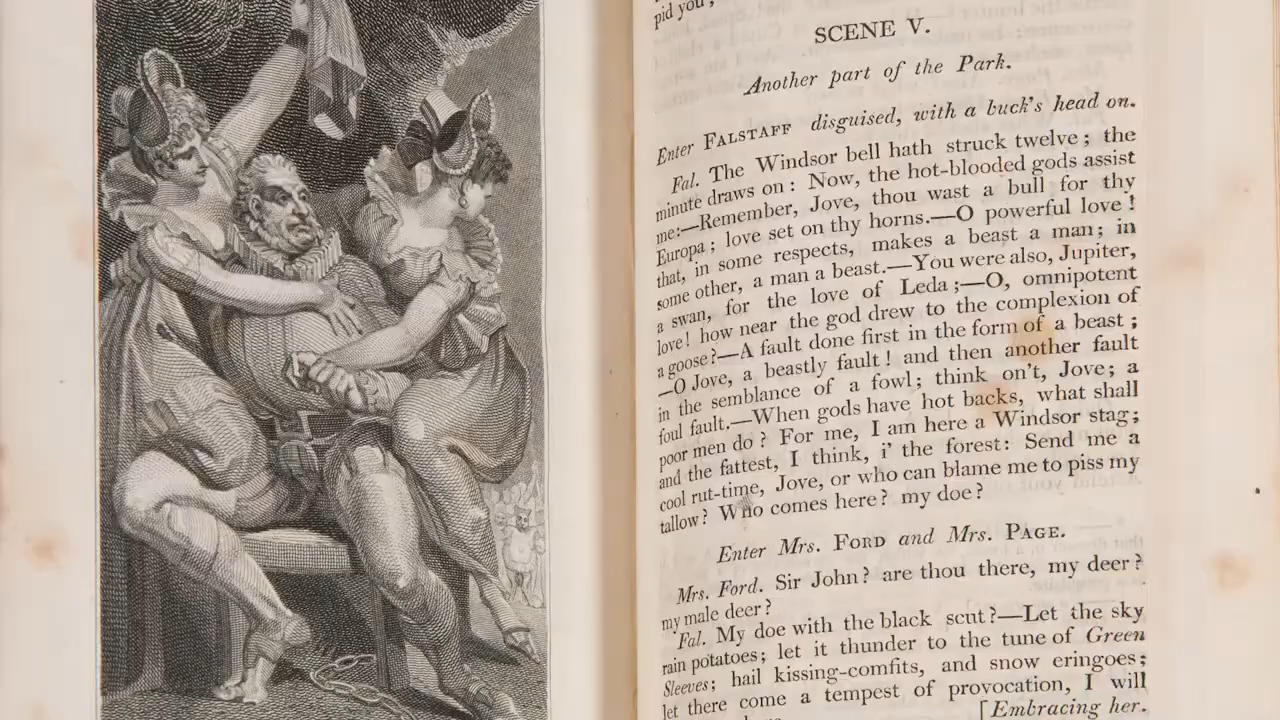 pid you,
SCENE V.
Another part of the Park.
Enter FALSTAFF disguised, with a buck's head on.
Fal. The Windsor bell hath struck twelve; the
minute draws on: Now, the hot-blooded gods assist
me:—Remember, Jove, thou wast a bull for thy
Europa; love set on thy horns.—O powerful love!
that, in some respects, makes a beast a man; in
some other, a man a beast.—You were also, Jupiter,
a swan, for the love of Leda;—O, omnipotent
love! how near the god drew to the complexion of
a goose?—A fault done first in the form of a beast;
—O Jove, a beastly fault! and then another fault
in the semblance of a fowl; think on't, Jove; a
foul fault.—When gods have hot backs, what shall
poor men do? For me, I am here a Windsor stag;
and the fattest, I think, i' the forest: Send me a
cool rut-time, Jove, or who can blame me to piss my
tallow? Who comes here? my doe?
Enter Mrs. FORD and Mrs. PAGE.
Mrs. Ford. Sir John? are thou there, my deer?
my male deer?
Fal. My doe with the black scut?—Let the sky
rain potatoes; let it thunder to the tune of Green
Sleeves; hail kissing-comfits, and snow eringoes;
let there come a tempest of provocation, I will
[Embracing her.